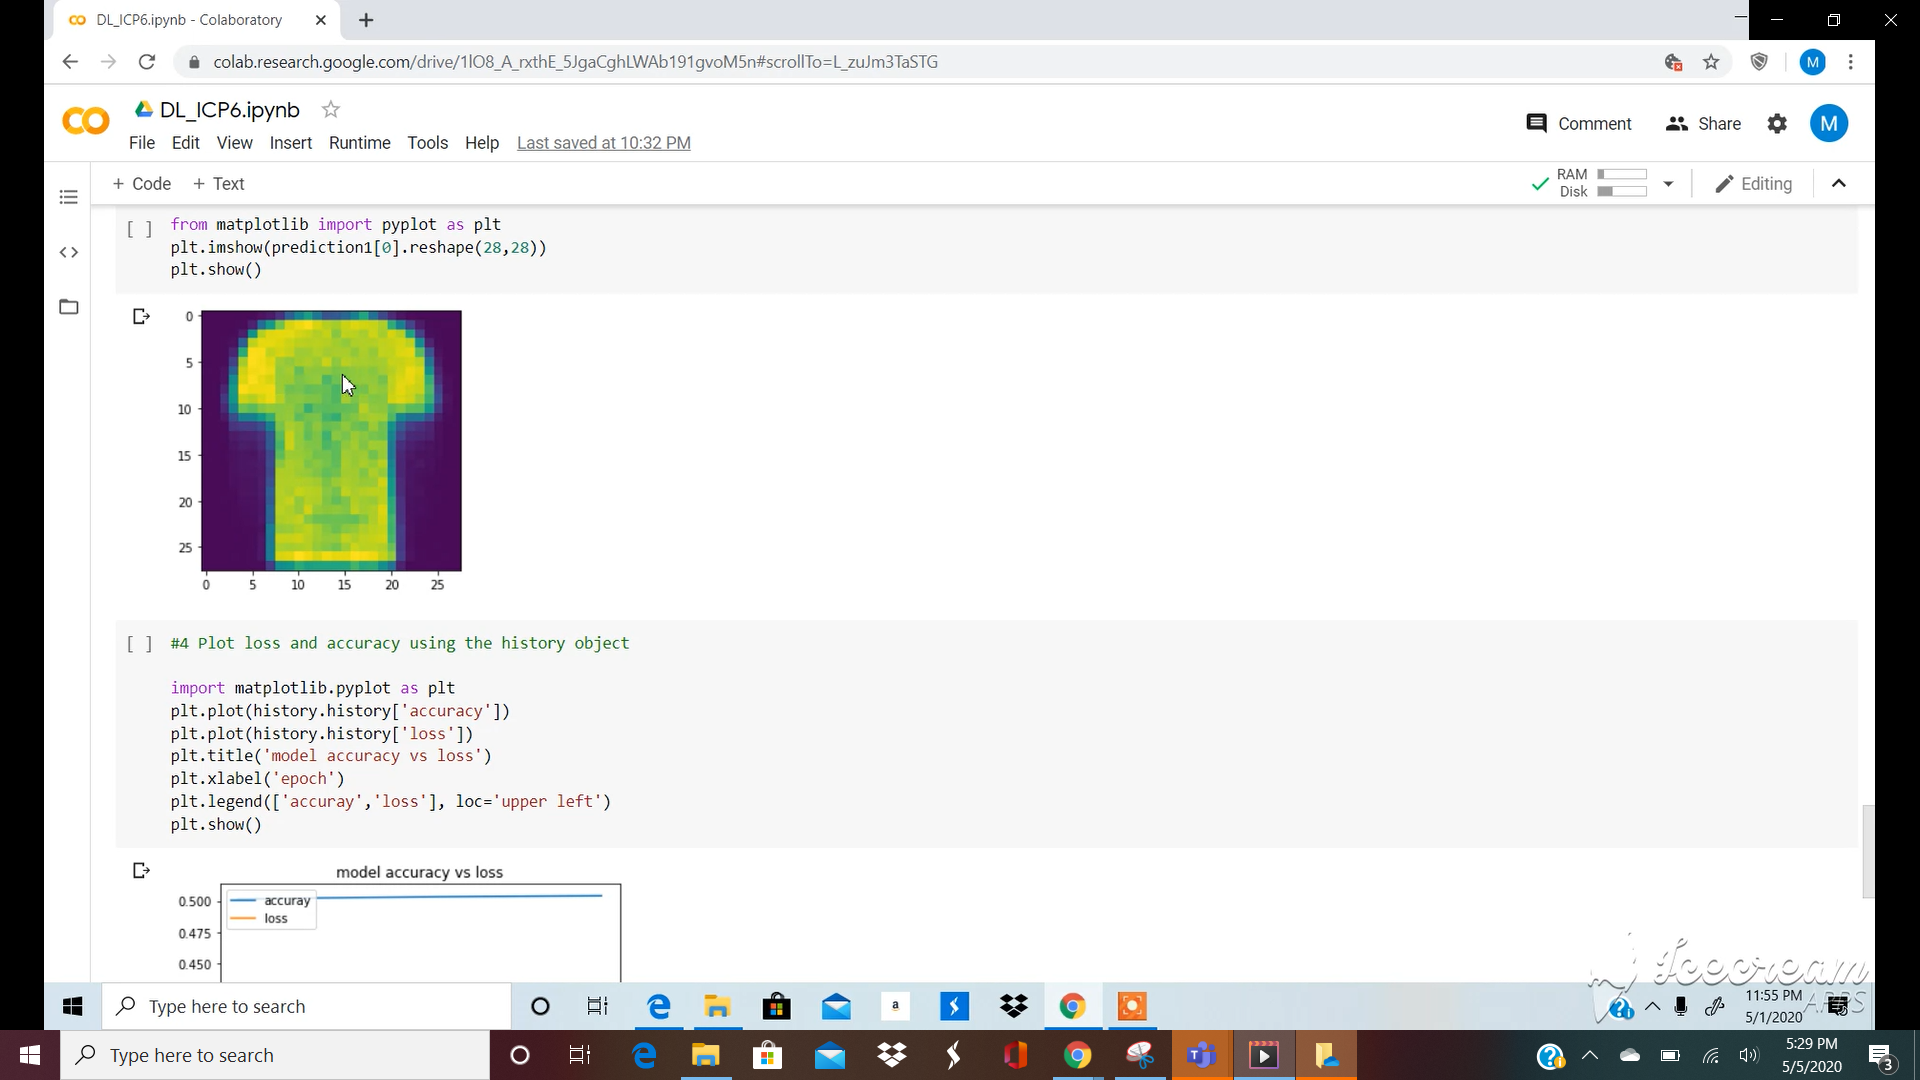 DL_ICP6.ipynb - Colaboratory
colab.research.google.com/drive/1lO8_A_rxthE_5JgaCghLWAb191gvoM5n#scrollTo=L_zuJm3TaSTG
M
DL_ICP6.ipynb
Comment
Share
M
File Edit View Insert Runtime Tools Help Last saved at 10:32 PM
+ Code + Text
RAM
Disk
Editing
[ ] from matplotlib import pyplot as plt
plt.imshow(prediction1[0].reshape(28,28))
plt.show()
0
5
10
15
20
25
0 5 10 15 20 25
[ ] #4 Plot loss and accuracy using the history object
import matplotlib.pyplot as plt
plt.plot(history.history['accuracy'])
plt.plot(history.history['loss'])
plt.title('model accuracy vs loss')
plt.xlabel('epoch')
plt.legend(['accuray','loss'], loc='upper left')
plt.show()
model accuracy vs loss
0.500
accuray
loss
0.475
0.450
Icecream
APPS
Type here to search
a
11:55 PM
5/1/2020
Type here to search
5:29 PM
5/5/2020
3